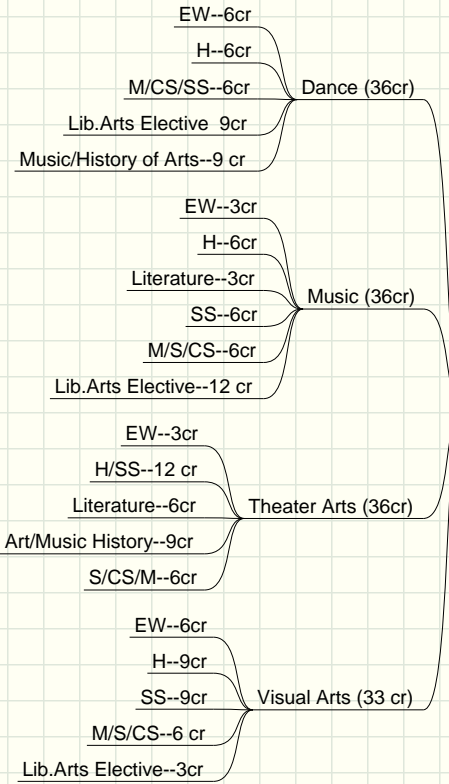 EW--6cr
H--6cr
M/CS/SS--6cr
Dance (36cr)
Lib.Arts Elective 9cr
Music/History of Arts--9 cr
EW--3cr
H--6cr
Literature--3cr
Music (36cr)
SS--6cr
M/S/CS--6cr
Lib.Arts Elective--12 cr
EW--3cr
H/SS--12 cr
Literature--6cr
Theater Arts (36cr)
Art/Music History--9cr
S/CS/M--6cr
EW--6cr
H--9cr
SS--9cr
Visual Arts (33 cr)
M/S/CS--6 cr
Lib.Arts Elective--3cr